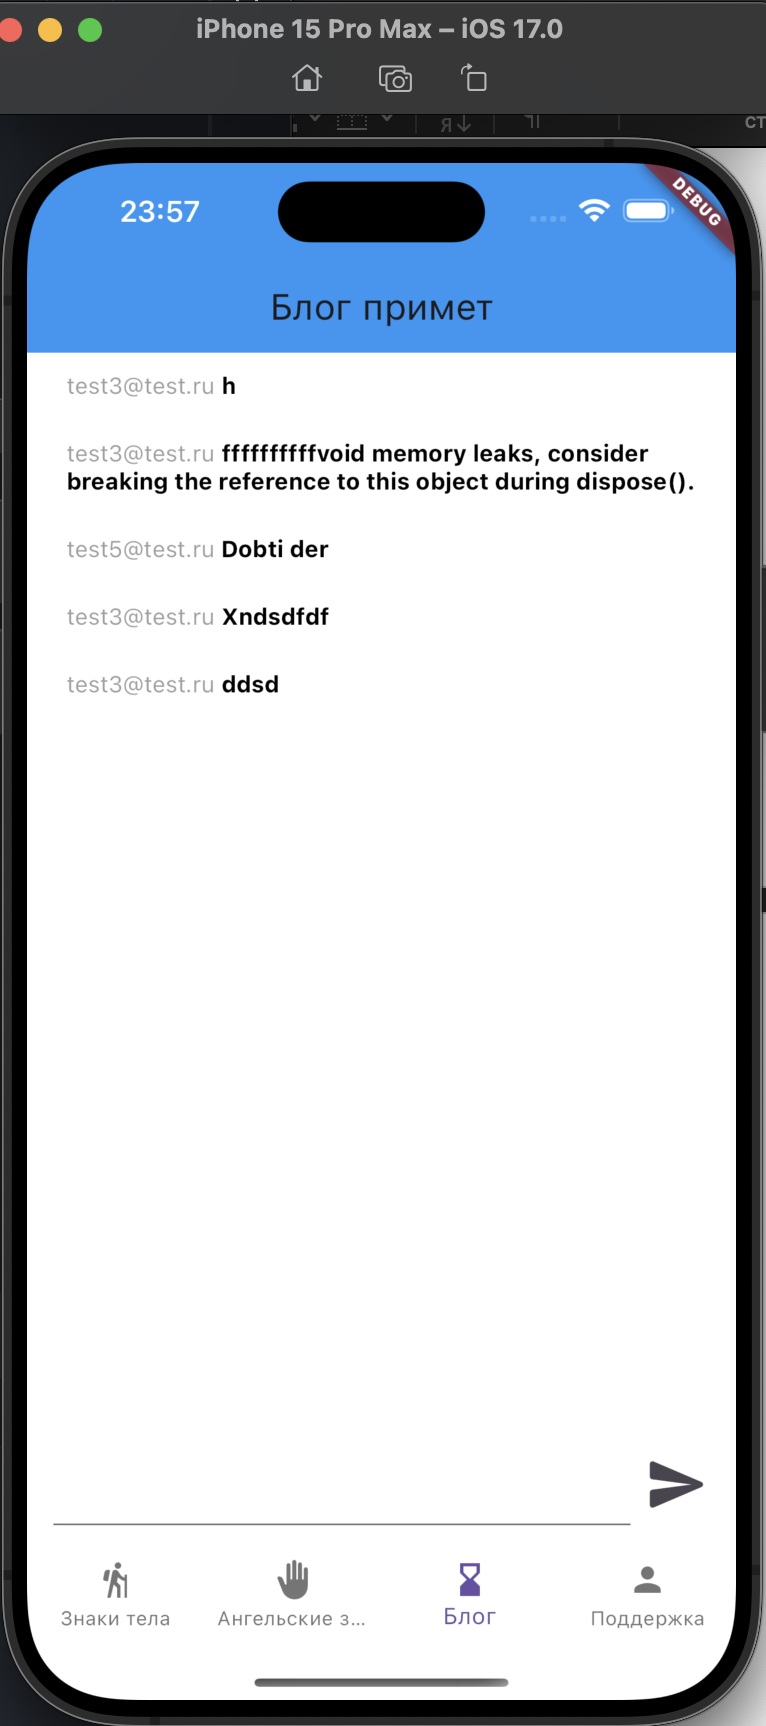 iPhone 15 Pro Max – iOS 17.0
23:57
DEBUG
Блог примет
test3@test.ru h
test3@test.ru ffffffffffvoid memory leaks, consider
breaking the reference to this object during dispose().
test5@test.ru Dobti der
test3@test.ru Xndsdfdf
test3@test.ru ddsd
Знаки тела
Ангельские з...
Блог
Поддержка